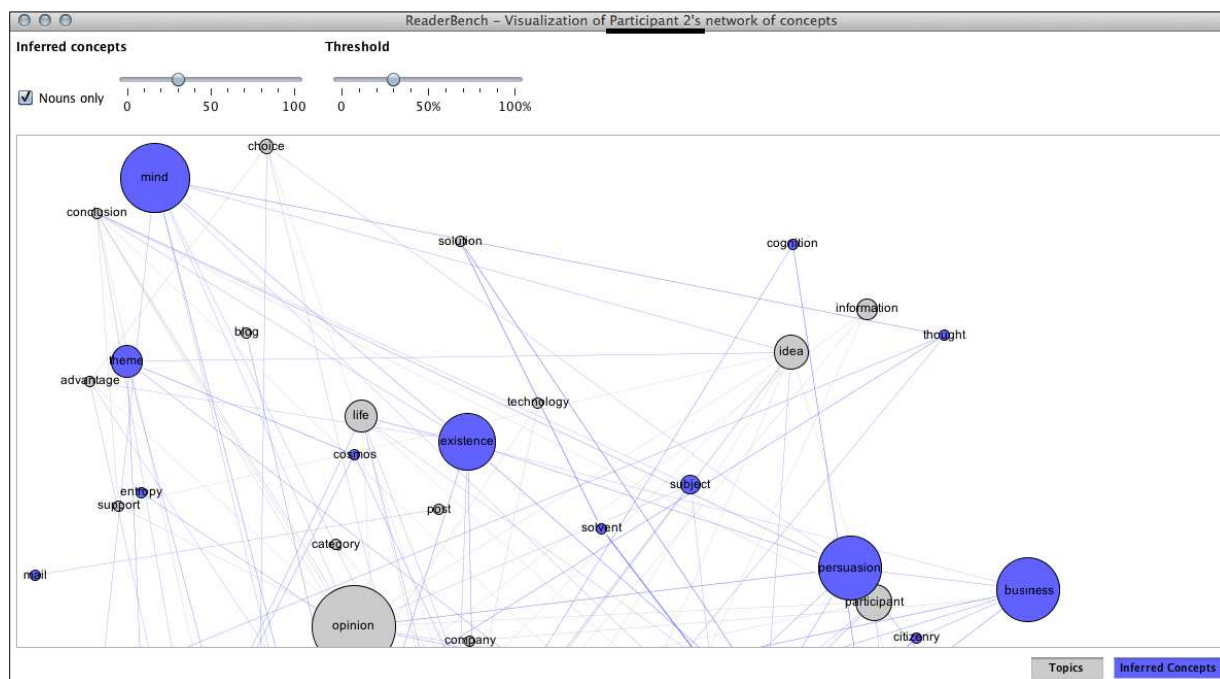 ReaderBench - Visualization of Participant 2's network of concepts
Inferred concepts
Threshold
Nouns only
0 50 100
0 50% 100%
choice
mind
conclusion
solution
cognition
information
blog
thought
theme
idea
advantage
technology
life
existence
cosmos
entropy
subject
support
post
solvent
category
persuasion
mail
business
participant
opinion
company
citizenry
Topics
Inferred Concepts